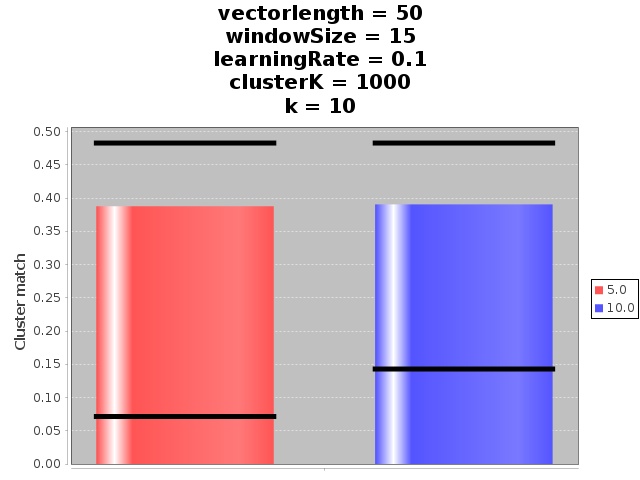 vectorlength = 50
windowSize = 15
learningRate = 0.1
clusterK = 1000
k = 10
0.50
0.45
0.40
0.35
0.30
0.25
0.20
0.15
0.10
0.05
0.00
Cluster match
5.0
10.0